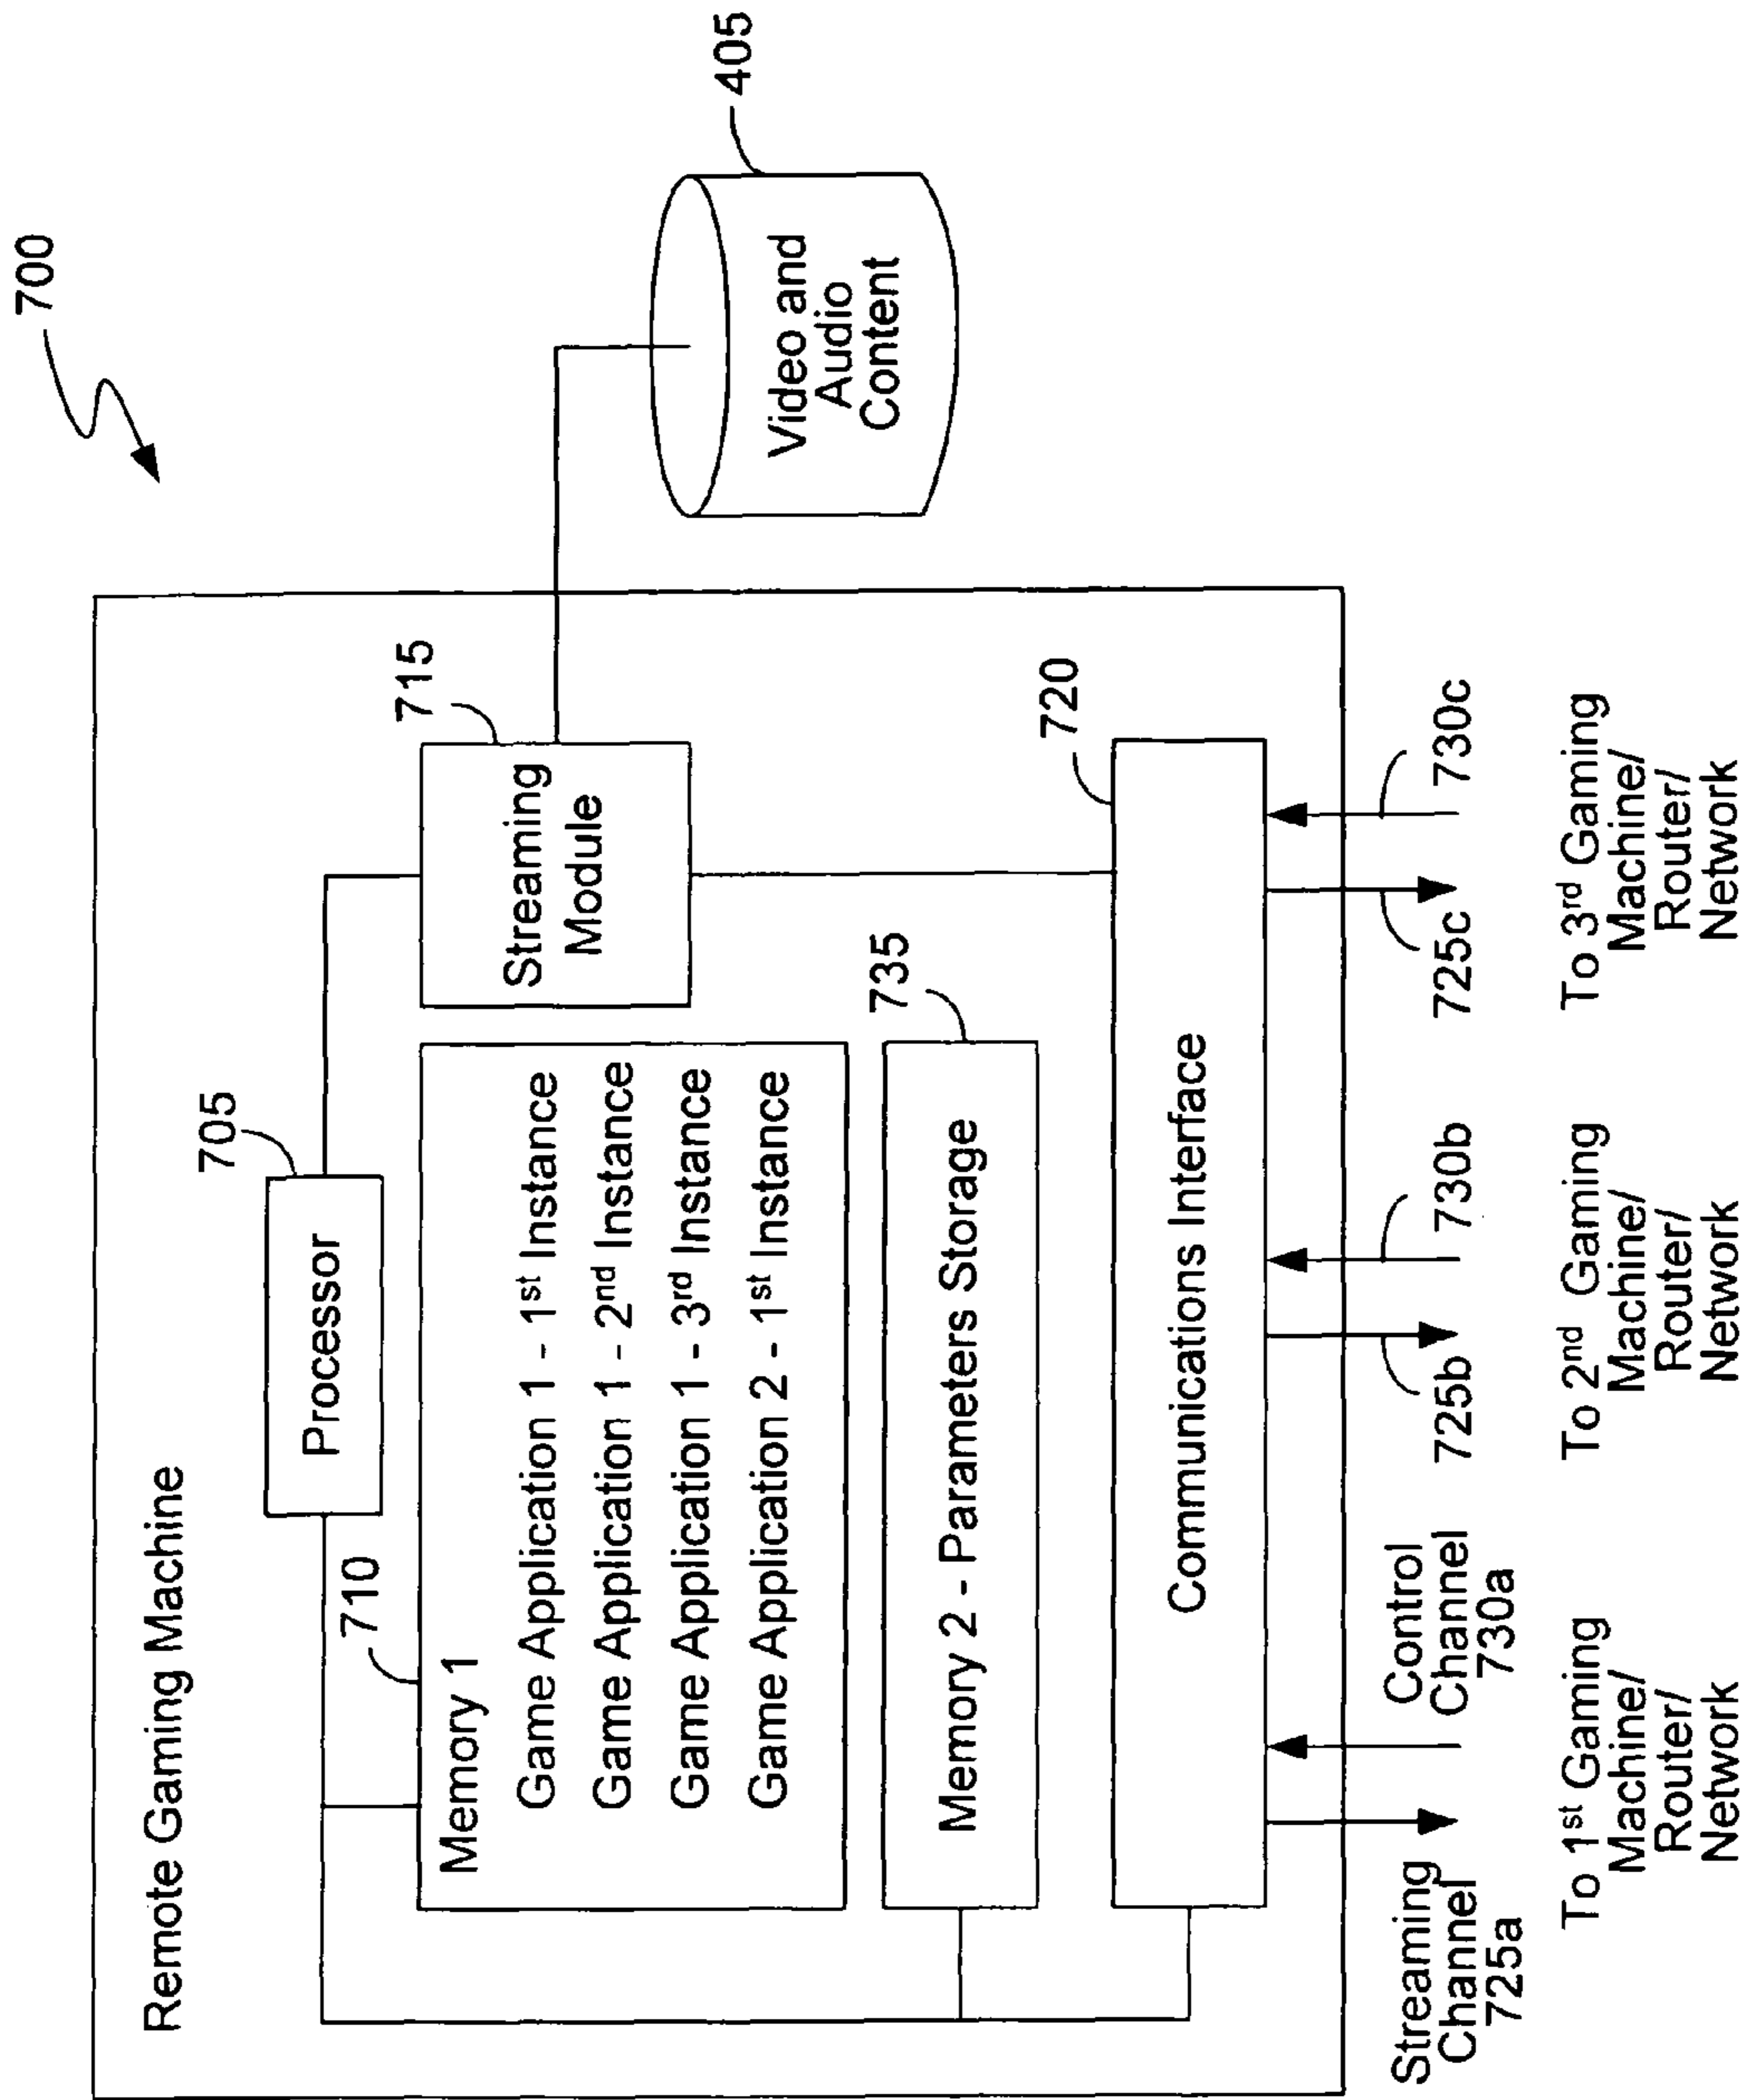 700
Remote Gaming Machine
705
Processor
710
Memory 1
Game Application 1 - 1st Instance
Game Application 1 - 2nd Instance
Game Application 1 - 3rd Instance
Game Application 2 - 1st Instance
715
Streaming
Module
405
Video and
Audio
Content
735
Memory 2 - Parameters Storage
720
Communications Interface
Streaming
Channel
725a
Control
Channel
730a
725b
730b
725c
730c
To 1st Gaming
Machine/
Router/
Network
To 2nd Gaming
Machine/
Router/
Network
To 3rd Gaming
Machine/
Router/
Network